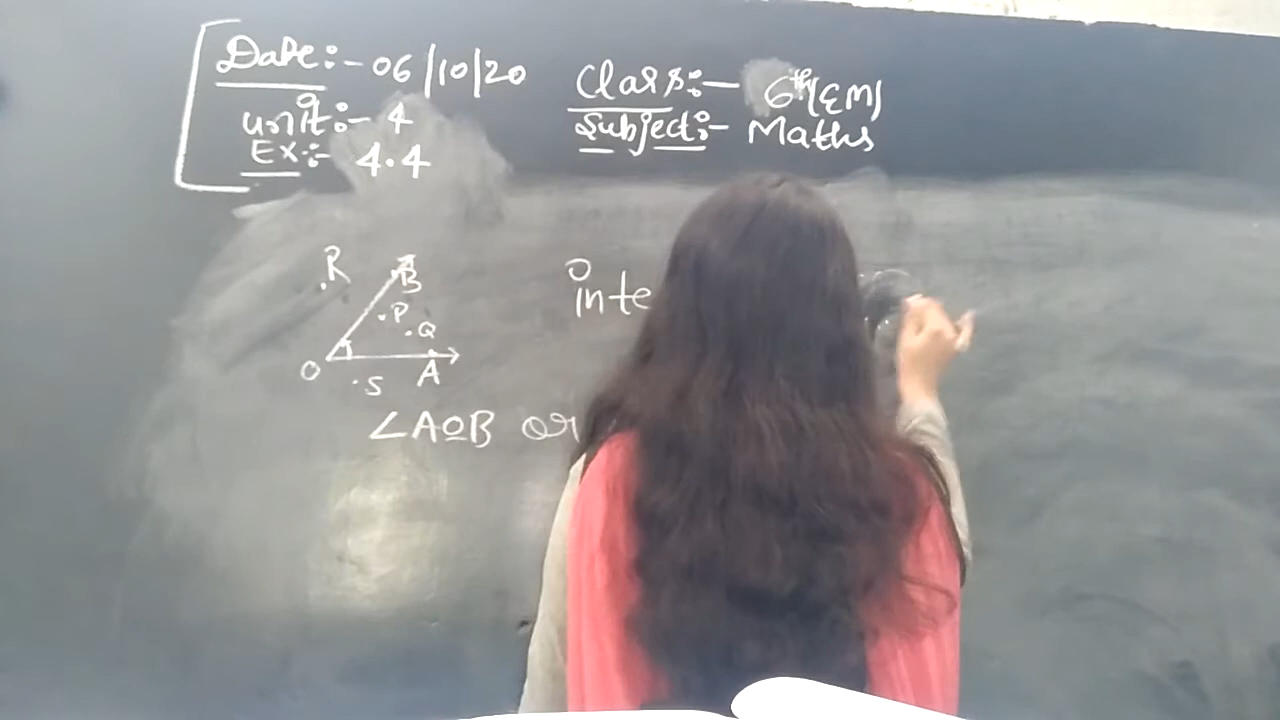 Date:- 06/10/20
Class:- 6th(EM)
Unit:- 4
Subject:- Maths
Ex:- 4.4
R
B
.P
.Q
O
.S
A
inte
∠AOB or